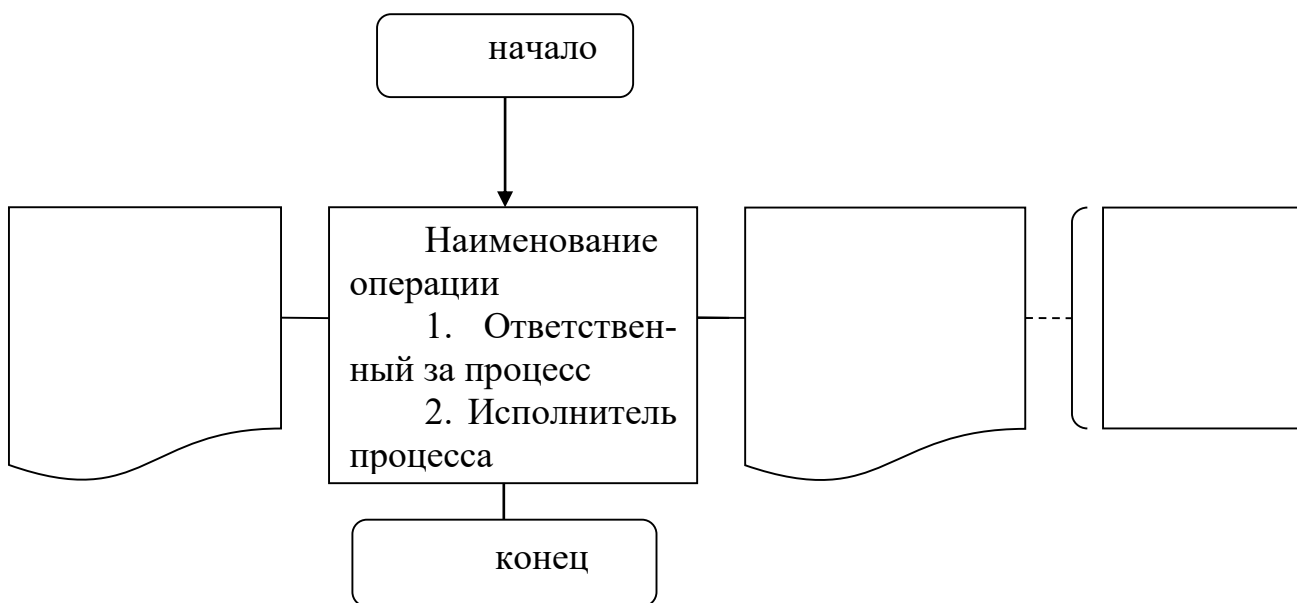 начало
Наименование
операции
1. Ответствен-
ный за процесс
2. Исполнитель
процесса
конец